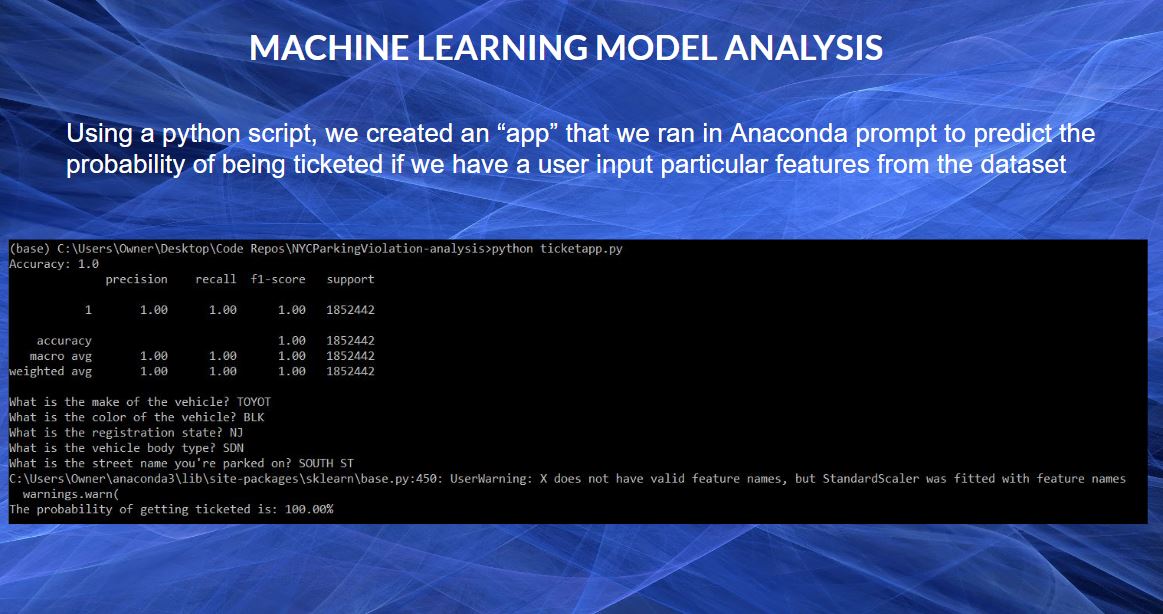 MACHINE LEARNING MODEL ANALYSIS
Using a python script, we created an “app” that we ran in Anaconda prompt to predict the
probability of being ticketed if we have a user input particular features from the dataset
(base) C:\Users\Owner\Desktop\Code Repos\NYCParkingViolation-analysis>python ticketapp.py
Accuracy: 1.0
precision recall f1-score support
1 1.00 1.00 1.00 1852442
accuracy 1.00 1852442
macro avg 1.00 1.00 1.00 1852442
weighted avg 1.00 1.00 1.00 1852442
What is the make of the vehicle? TOYOT
What is the color of the vehicle? BLK
What is the registration state? NJ
What is the vehicle body type? SDN
What is the street name you're parked on? SOUTH ST
C:\Users\Owner\anaconda3\lib\site-packages\sklearn\base.py:450: UserWarning: X does not have valid feature names, but StandardScaler was fitted with feature names
warnings.warn(
The probability of getting ticketed is: 100.00%